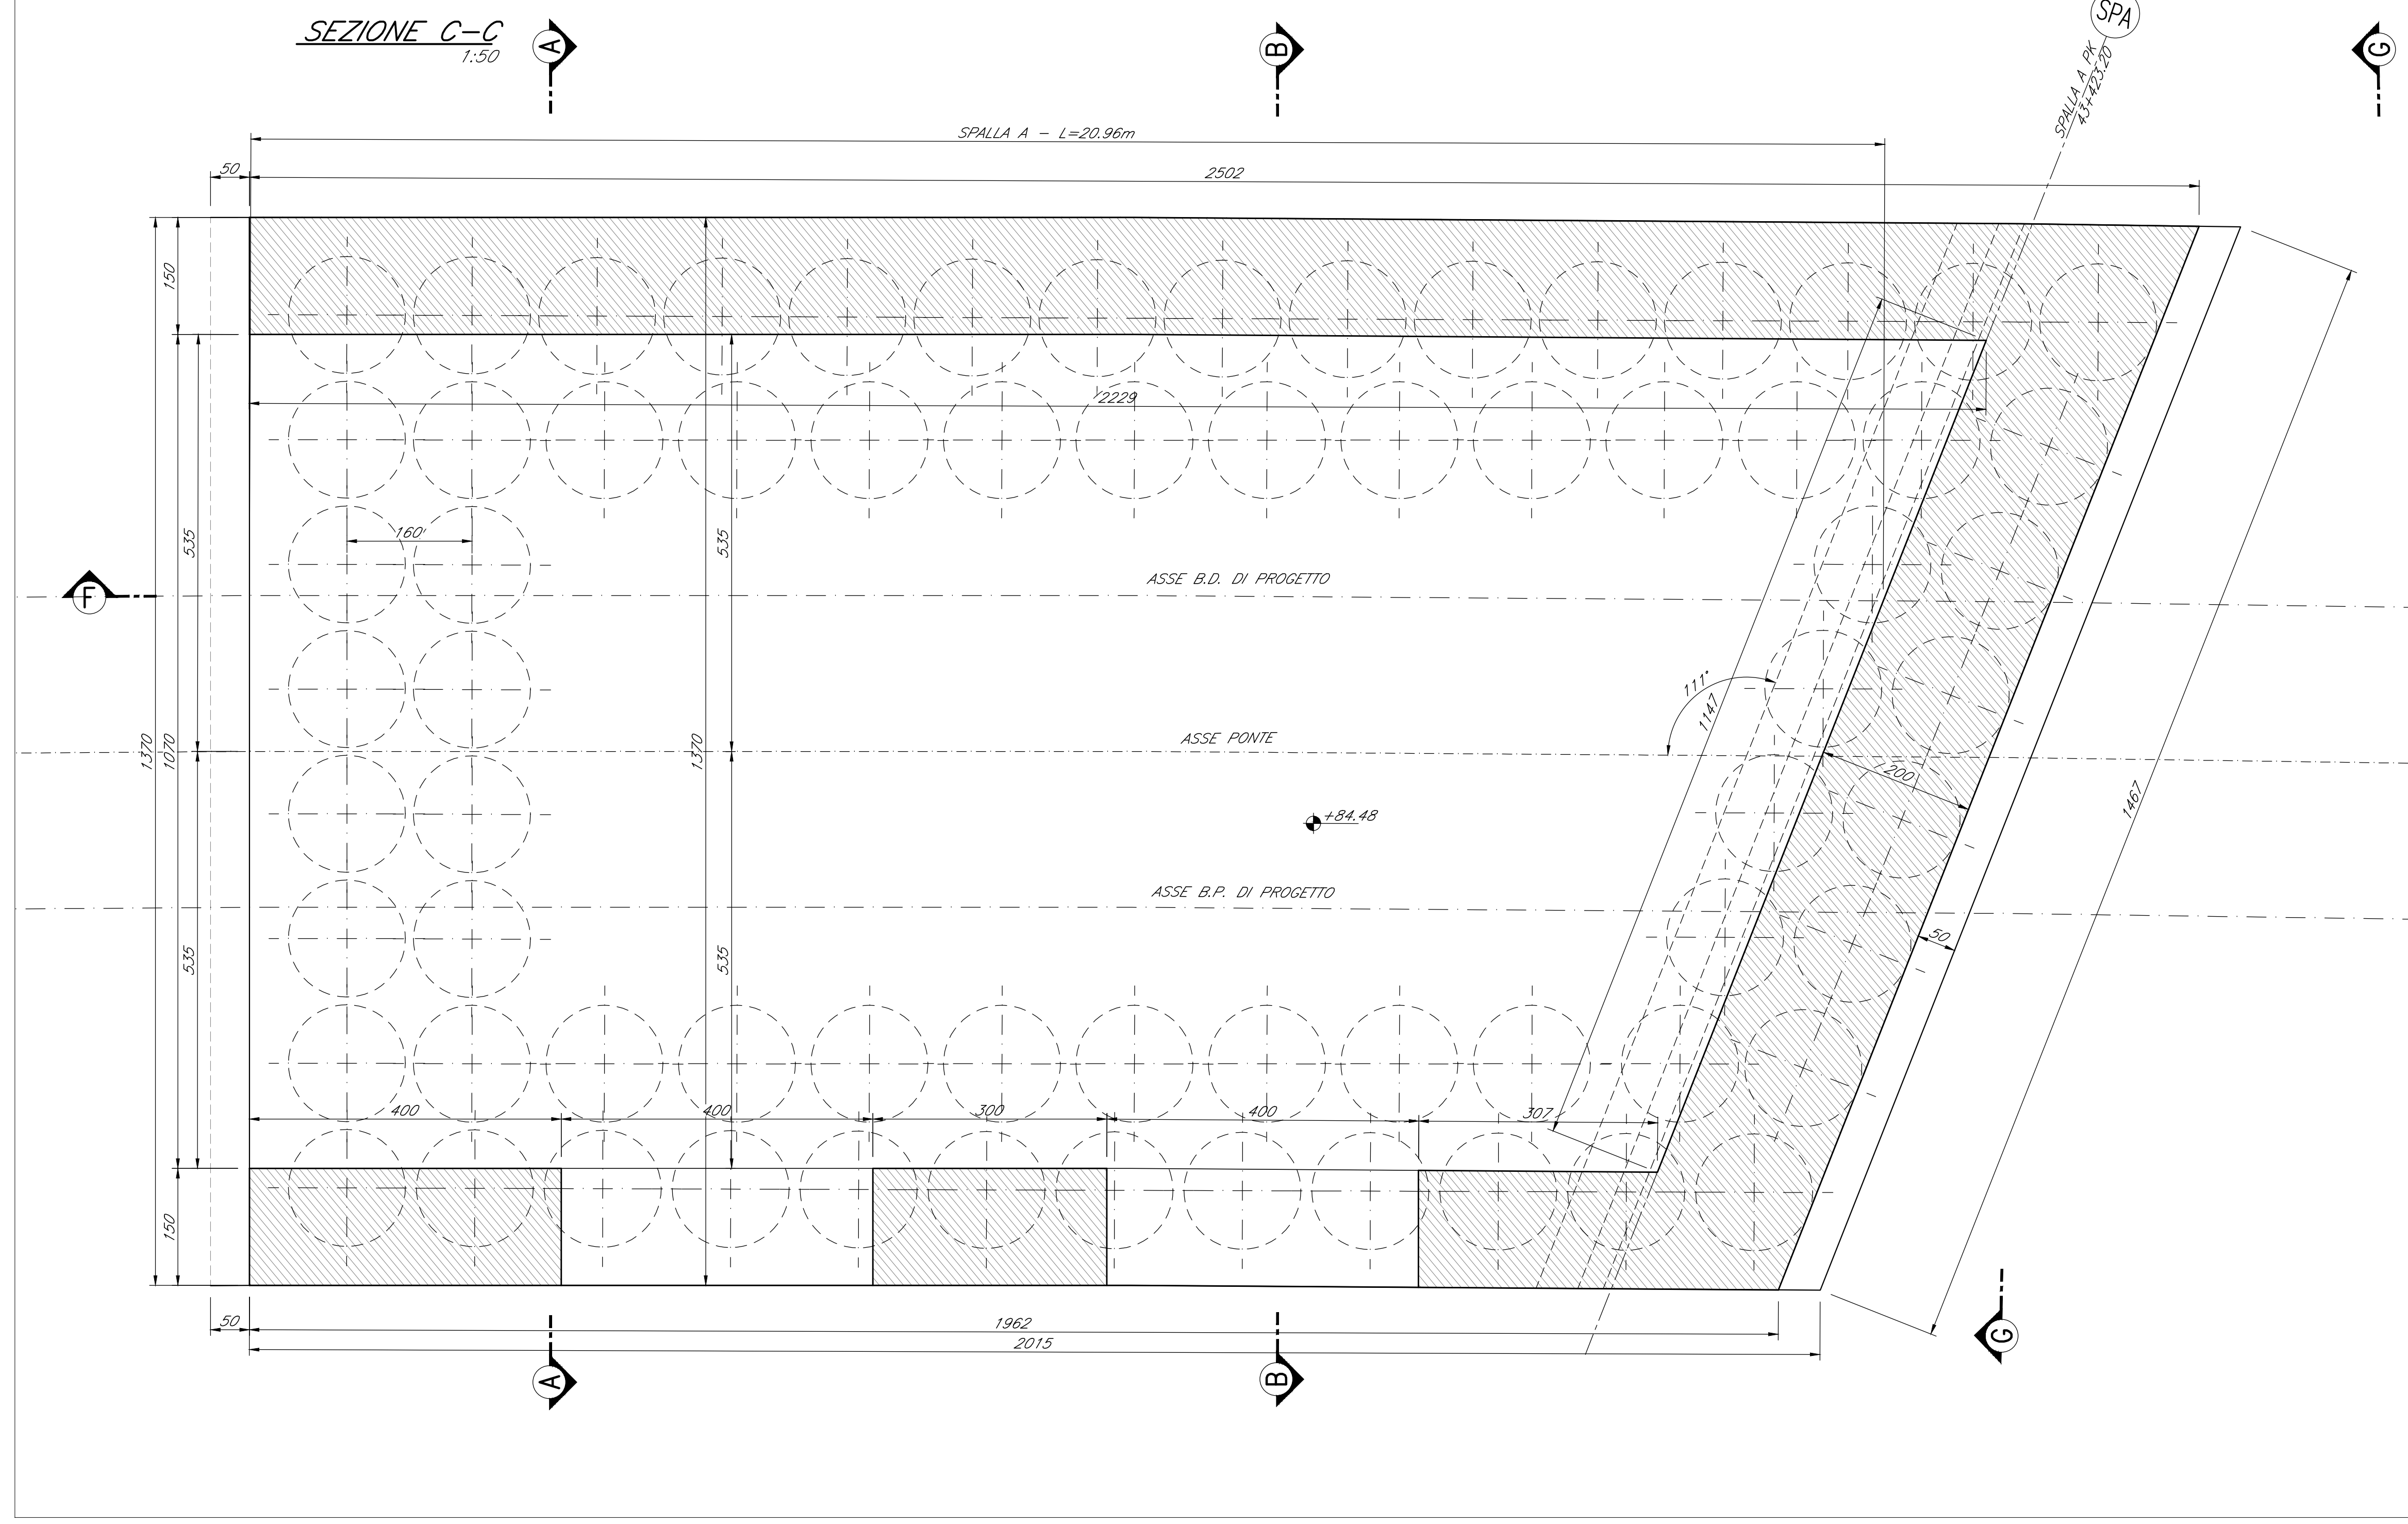 SEZIONE C-C
1:50
A
B
SPA
G
SPALLA A PK
43+423.20
SPALLA A - L=20.96m
50
2502
150
2229
535
160
535
ASSE B.D. DI PROGETTO
F
111°
1147
1370
1070
1370
ASSE PONTE
200
1467
+84.48
ASSE B.P. DI PROGETTO
50
535
535
400
400
300
400
307
150
50
1962
2015
A
B
G